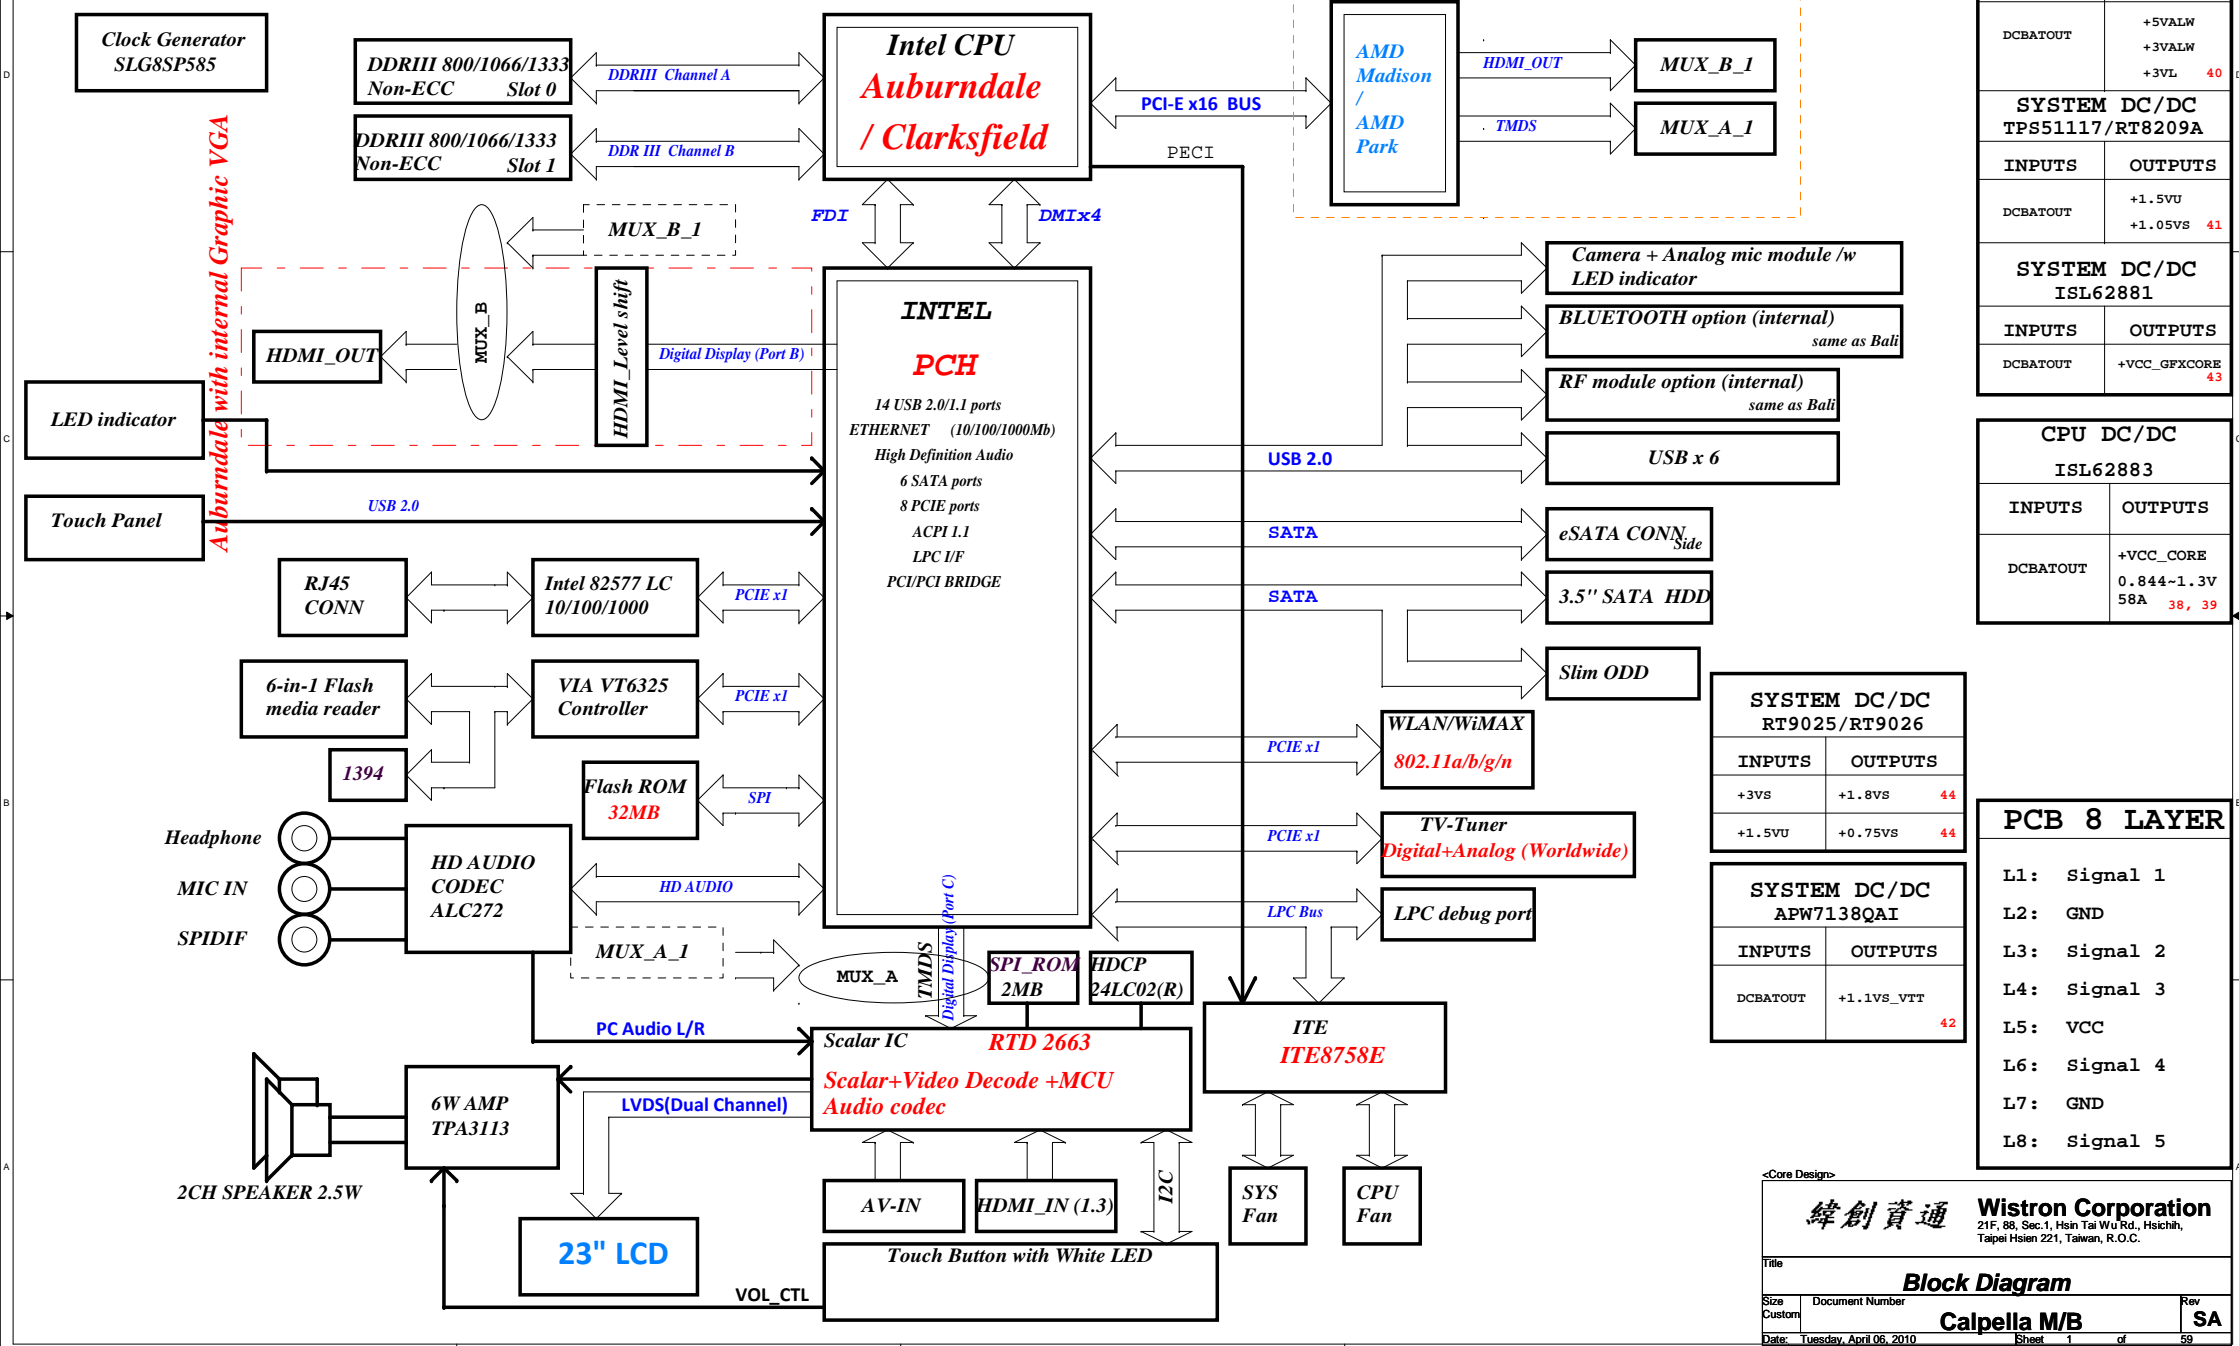 Clock Generator
SLG8SP585
DDRIII 800/1066/1333
Non-ECC Slot 0
DDRIII Channel A
DDRIII 800/1066/1333
Non-ECC Slot 1
DDR III Channel B
Intel CPU
Auburndale
/ Clarksfield
PCI-E x16 BUS
PECI
AMD
Madison
/
AMD
Park
HDMI_OUT
MUX_B_1
TMDS
MUX_A_1
FDI
DMIx4
Auburndale with internal Graphic VGA
MUX_B_1
MUX_B
HDMI_OUT
HDMI_Level shift
Digital Display (Port B)
LED indicator
Touch Panel
USB 2.0
INTEL
PCH
14 USB 2.0/1.1 ports
ETHERNET (10/100/1000Mb)
High Definition Audio
6 SATA ports
8 PCIE ports
ACPI 1.1
LPC I/F
PCI/PCI BRIDGE
Camera + Analog mic module /w
LED indicator
BLUETOOTH option (internal)
same as Bali
RF module option (internal)
same as Bali
USB 2.0
USB x 6
SATA
eSATA CONN
Side
SATA
3.5" SATA HDD
Slim ODD
RJ45
CONN
Intel 82577 LC
10/100/1000
PCIE x1
6-in-1 Flash
media reader
VIA VT6325
Controller
PCIE x1
1394
Flash ROM
32MB
SPI
PCIE x1
WLAN/WiMAX
802.11a/b/g/n
PCIE x1
TV-Tuner
Digital+Analog (Worldwide)
LPC Bus
LPC debug port
Headphone
MIC IN
SPIDIF
HD AUDIO
CODEC
ALC272
HD AUDIO
MUX_A_1
MUX_A
TMDS
Digital Display (Port C)
SPI_ROM
2MB
HDCP
24LC02(R)
PC Audio L/R
Scalar IC RTD 2663
Scalar+Video Decode +MCU
Audio codec
ITE
ITE8758E
6W AMP
TPA3113
LVDS(Dual Channel)
2CH SPEAKER 2.5W
23" LCD
AV-IN
HDMI_IN (1.3)
I2C
SYS
Fan
CPU
Fan
Touch Button with White LED
VOL_CTL
DCBATOUT
+5VALW
+3VALW
+3VL 40
SYSTEM DC/DC
TPS51117/RT8209A
INPUTS OUTPUTS
DCBATOUT
+1.5VU
+1.05VS 41
SYSTEM DC/DC
ISL62881
INPUTS OUTPUTS
DCBATOUT +VCC_GFXCORE
43
CPU DC/DC
ISL62883
INPUTS OUTPUTS
DCBATOUT
+VCC_CORE
0.844~1.3V
58A 38, 39
SYSTEM DC/DC
RT9025/RT9026
INPUTS OUTPUTS
+3VS +1.8VS 44
+1.5VU +0.75VS 44
SYSTEM DC/DC
APW7138QAI
INPUTS OUTPUTS
DCBATOUT +1.1VS_VTT
42
PCB 8 LAYER
L1: Signal 1
L2: GND
L3: Signal 2
L4: Signal 3
L5: VCC
L6: Signal 4
L7: GND
L8: Signal 5
<Core Design>
緯創資通 Wistron Corporation
21F, 88, Sec.1, Hsin Tai Wu Rd., Hsichih,
Taipei Hsien 221, Taiwan, R.O.C.
Title
Block Diagram
Size Document Number Rev
Custom Calpella M/B SA
Date: Tuesday, April 06, 2010 Sheet 1 of 59
D
C
B
A